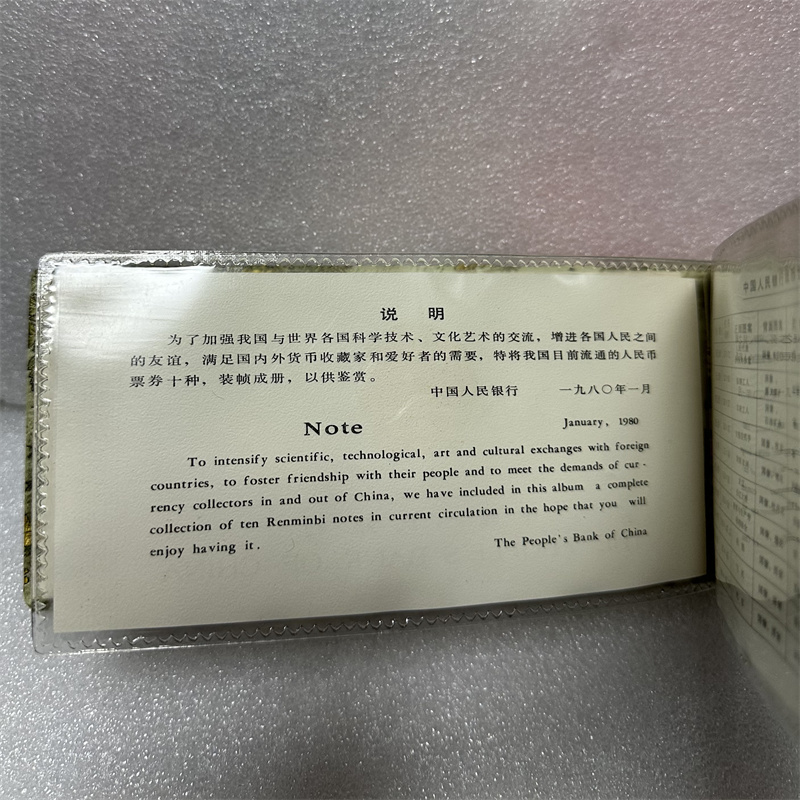 说 明
为了加强我国与世界各国科学技术、文化艺术的交流，增进各国人民之间
的友谊，满足国内外货币收藏家和爱好者的需要，特将我国目前流通的人民币
票券十种，装帧成册，以供鉴赏。
中国人民银行 一九八〇年一月
Note
January, 1980
To intensify scientific, technological, art and cultural exchanges with foreign
countries, to foster friendship with their people and to meet the demands of cur-
rency collectors in and out of China, we have included in this album a complete
collection of ten Renminbi notes in current circulation in the hope that you will
enjoy having it.
The People's Bank of China
中国人民银